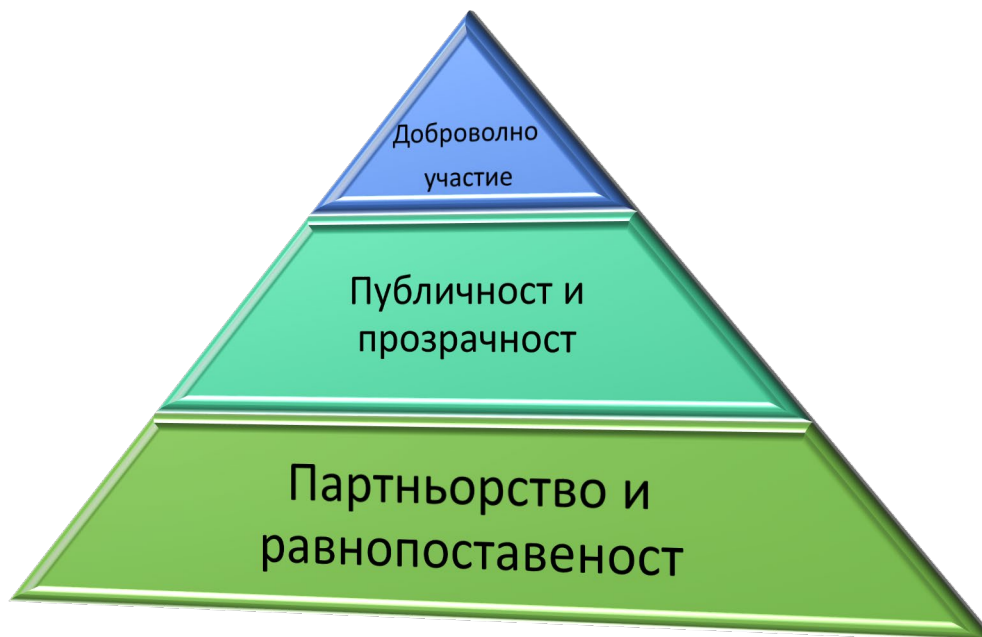 Доброволно
участие
Публичност и
прозрачност
Партньорство и
равнопоставеност